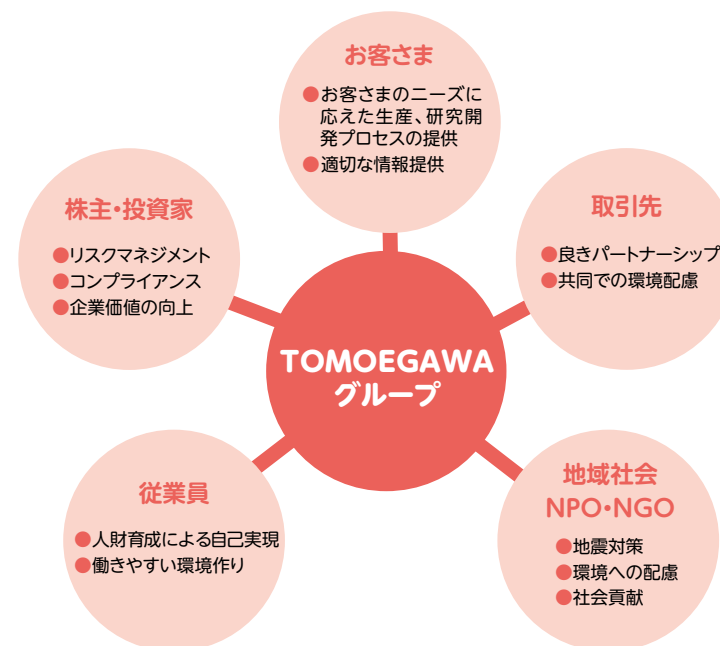 お客さま
●お客さまのニーズに
応えた生産、研究開
発プロセスの提供
●適切な情報提供
株主・投資家
●リスクマネジメント
●コンプライアンス
●企業価値の向上
取引先
●良きパートナーシップ
●共同での環境配慮
TOMOEGAWA
グループ
従業員
●人財育成による自己実現
●働きやすい環境作り
地域社会
NPO・NGO
●地震対策
●環境への配慮
●社会貢献